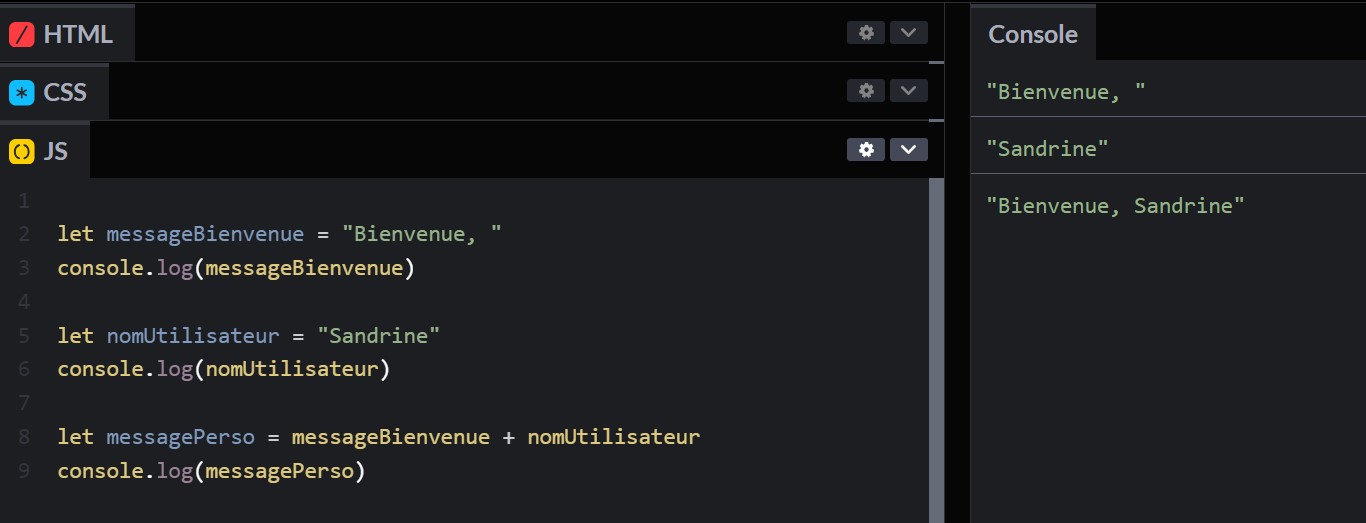 HTML
CSS
JS
1
2 let messageBienvenue = "Bienvenue, "
3 console.log(messageBienvenue)
4
5 let nomUtilisateur = "Sandrine"
6 console.log(nomUtilisateur)
7
8 let messagePerso = messageBienvenue + nomUtilisateur
9 console.log(messagePerso)
Console
"Bienvenue, "
"Sandrine"
"Bienvenue, Sandrine"